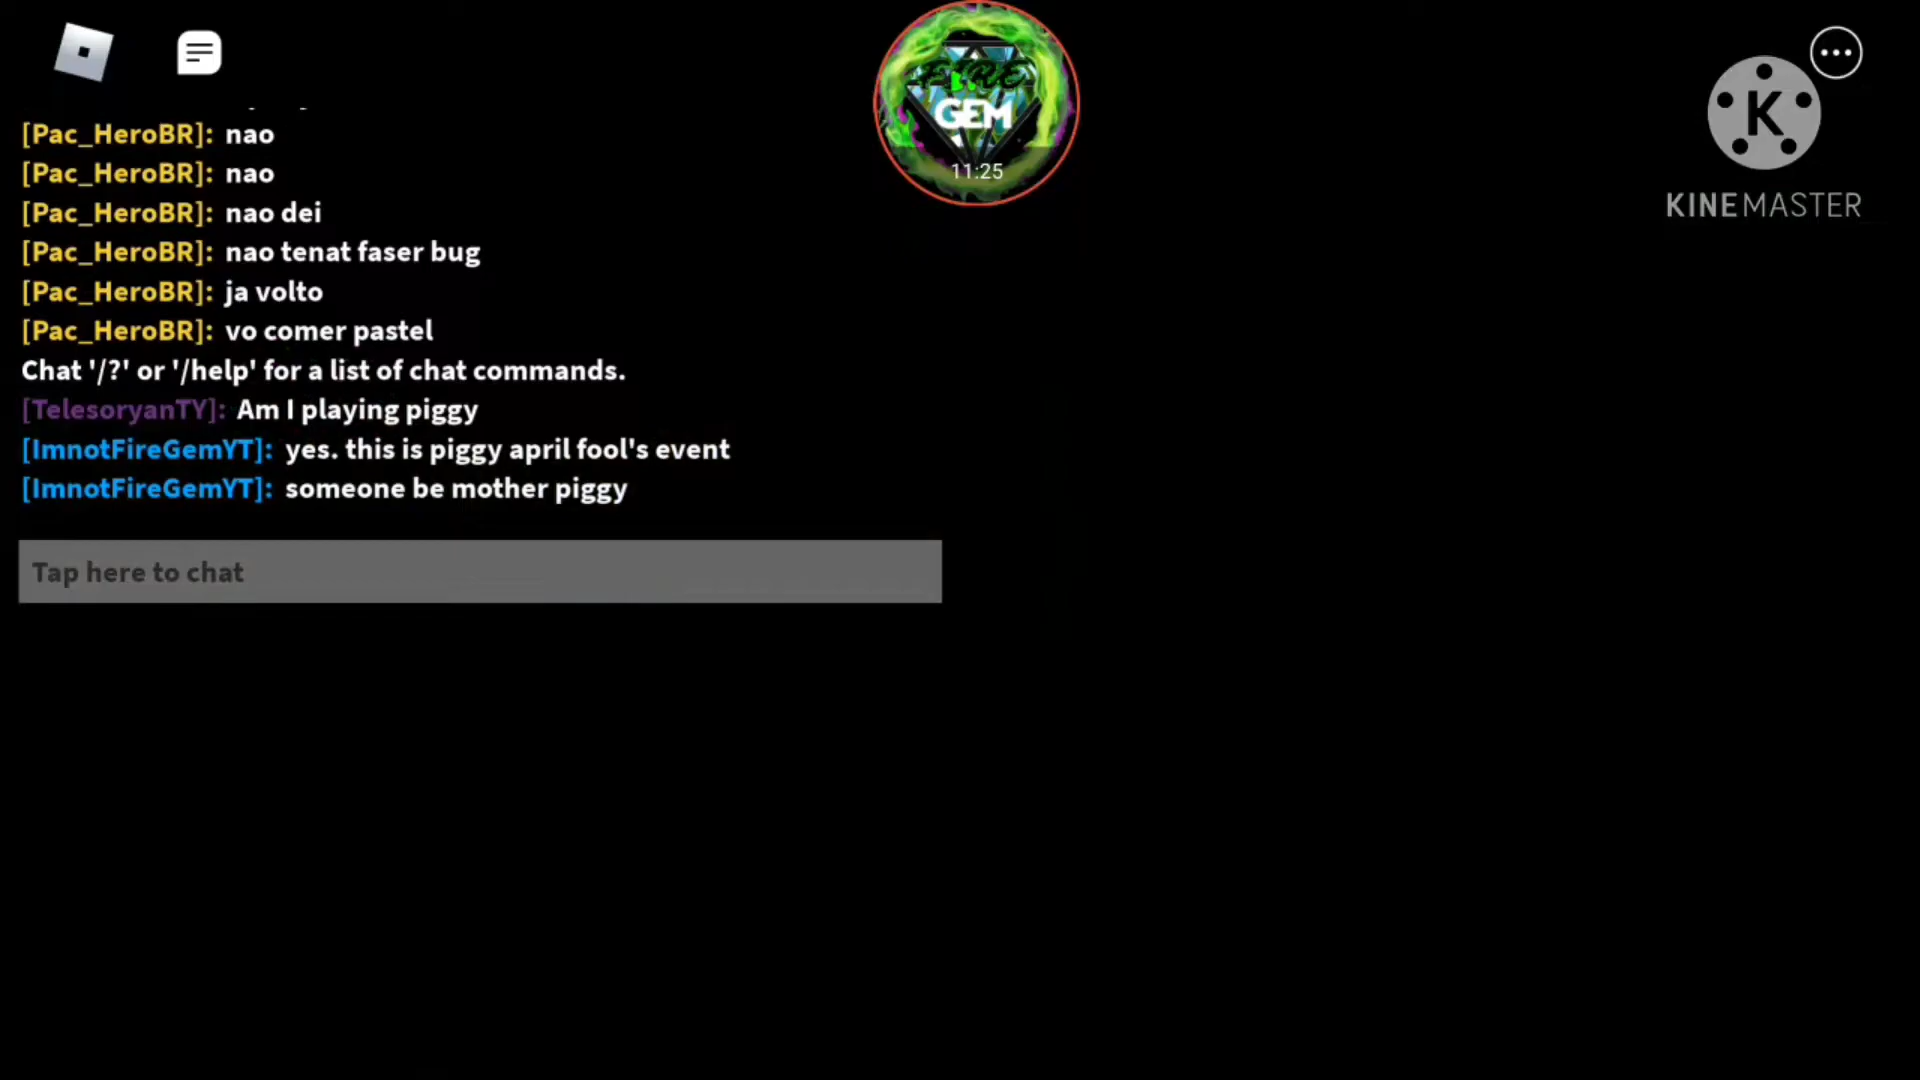 [Pac_HeroBR]: nao
[Pac_HeroBR]: nao
[Pac_HeroBR]: nao dei
[Pac_HeroBR]: nao tenat faser bug
[Pac_HeroBR]: ja volto
[Pac_HeroBR]: vo comer pastel
Chat '/?' or '/help' for a list of chat commands.
[TelesoryanTY]: Am I playing piggy
[ImnotFireGemYT]: yes. this is piggy april fool's event
[ImnotFireGemYT]: someone be mother piggy
Tap here to chat
FIRE
GEM
11:25
K
KINEMASTER